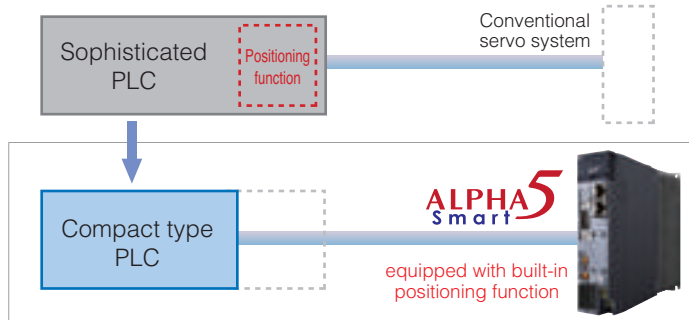 Sophisticated
PLC
Positioning
function
Conventional
servo system
Compact type
PLC
ALPHA5
Smart
equipped with built-in
positioning function